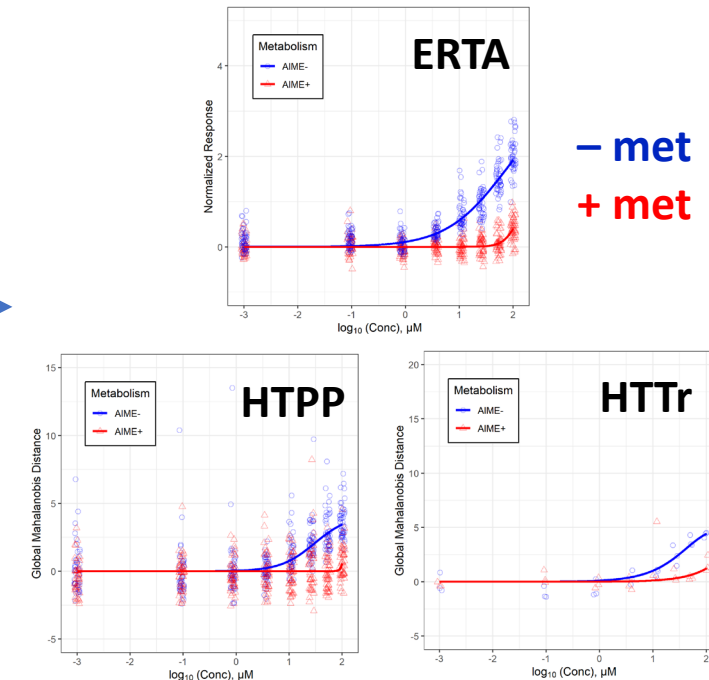 ERTA
Metabolism
AIME-
AIME+
Normalized Response
4
2
0
-3 -2 -1 0 1 2
log10 (Conc), µM
– met
+ met
HTPP
Metabolism
AIME-
AIME+
Global Mahalanobis Distance
15
10
5
0
-5
-3 -2 -1 0 1 2
log10 (Conc), µM
HTTr
Metabolism
AIME-
AIME+
Global Mahalanobis Distance
20
15
10
5
0
-5
-3 -2 -1 0 1 2
log10 (Conc), µM